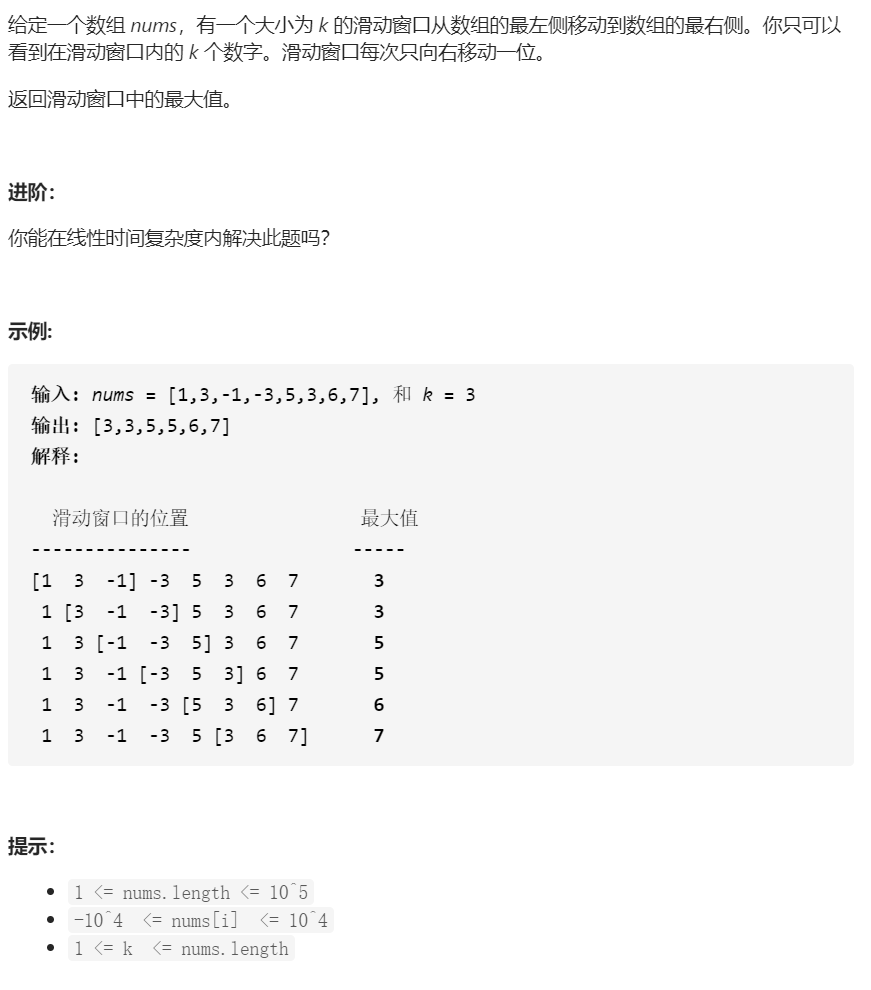 给定一个数组 nums，有一个大小为 k 的滑动窗口从数组的最左侧移动到数组的最右侧。你只可以
看到在滑动窗口内的 k 个数字。滑动窗口每次只向右移动一位。
返回滑动窗口中的最大值。
进阶：
你能在线性时间复杂度内解决此题吗？
示例:
输入: nums = [1,3,-1,-3,5,3,6,7], 和 k = 3
输出: [3,3,5,5,6,7]
解释:
滑动窗口的位置 最大值
--------------- -----
[1 3 -1] -3 5 3 6 7 3
1 [3 -1 -3] 5 3 6 7 3
1 3 [-1 -3 5] 3 6 7 5
1 3 -1 [-3 5 3] 6 7 5
1 3 -1 -3 [5 3 6] 7 6
1 3 -1 -3 5 [3 6 7] 7
提示：
1 <= nums.length <= 10^5
-10^4 <= nums[i] <= 10^4
1 <= k <= nums.length